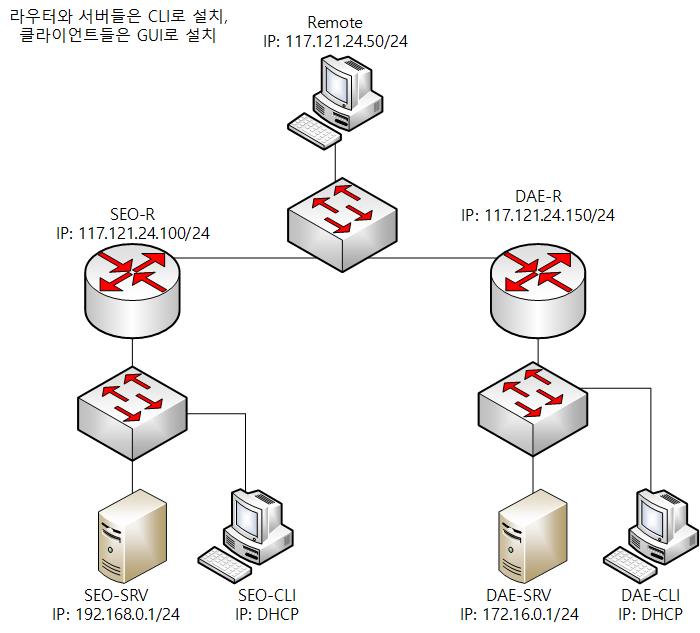 라우터와 서버들은 CLI로 설치,
클라이언트들은 GUI로 설치
Remote
IP: 117.121.24.50/24
SEO-R
IP: 117.121.24.100/24
DAE-R
IP: 117.121.24.150/24
SEO-SRV
IP: 192.168.0.1/24
SEO-CLI
IP: DHCP
DAE-SRV
IP: 172.16.0.1/24
DAE-CLI
IP: DHCP